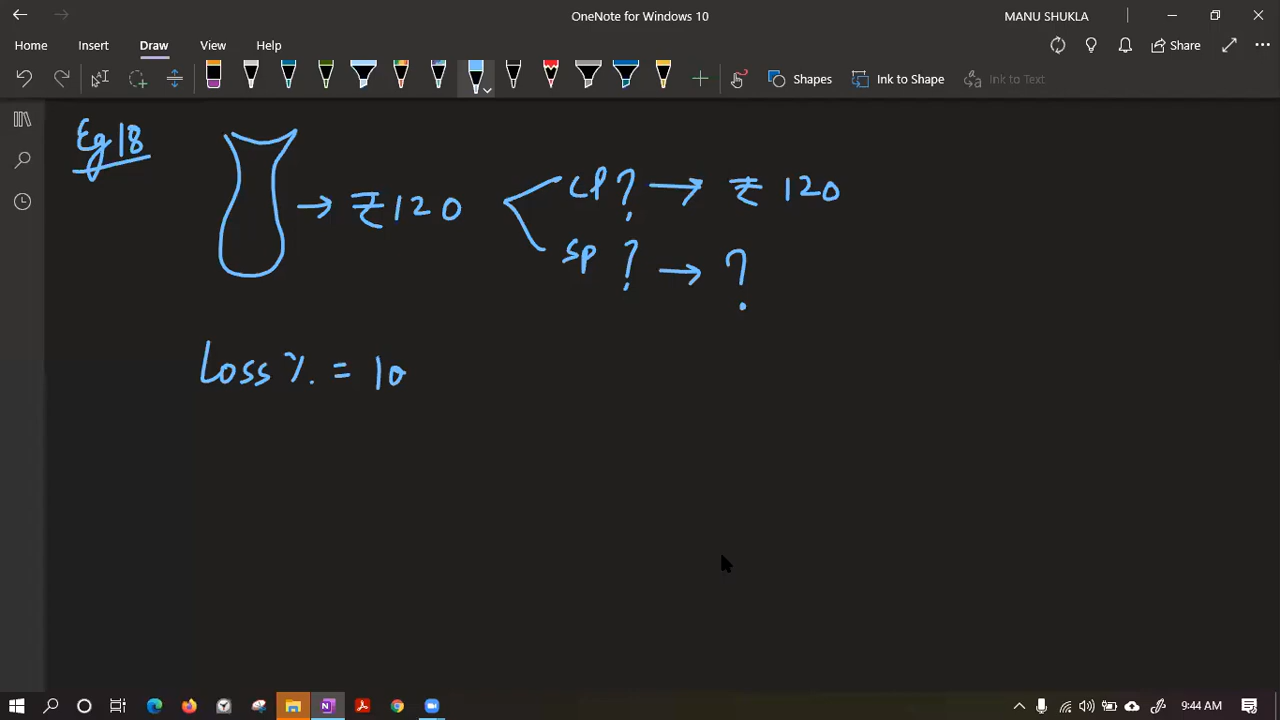 OneNote for Windows 10
MANU SHUKLA
Home Insert Draw View Help
Share
Shapes Ink to Shape Ink to Text
Eg 18
→ ₹120
CP? → ₹ 120
SP? → ?
Loss % = 10
9:44 AM